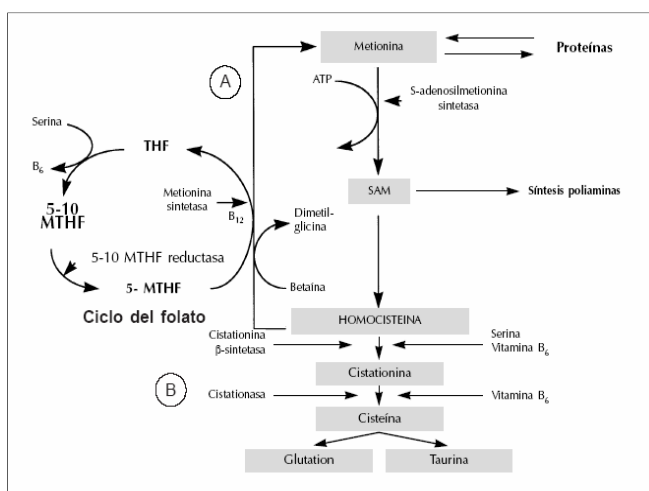 Metionina
Proteínas
A
ATP
S-adenosilmetionina
sintetasa
Serina
THF
B6
5-10
MTHF
Metionina
sintetasa
B12
SAM
Síntesis poliaminas
Dimetil-
glicina
5-10 MTHF reductasa
5- MTHF
Betaina
Ciclo del folato
HOMOCISTEINA
Cistationina
β-sintetasa
Serina
Vitamina B6
Cistationina
B
Cistationasa
Vitamina B6
Cisteína
Glutation
Taurina